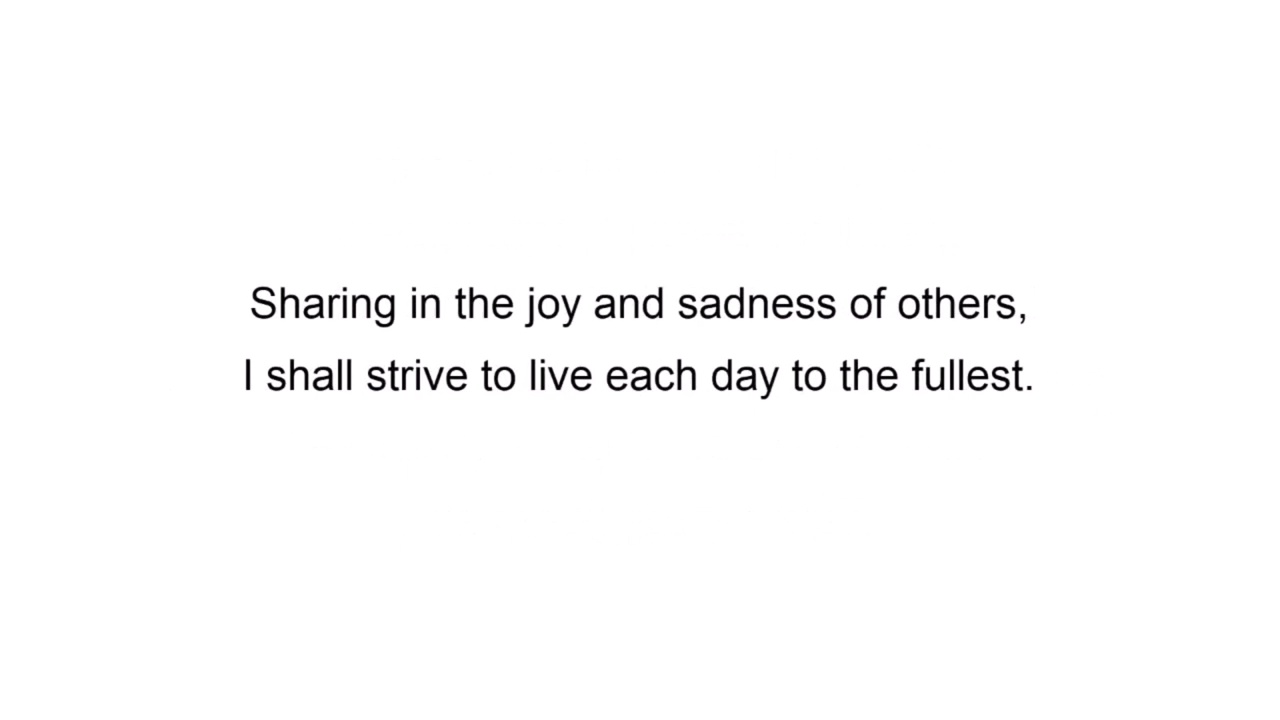 Sharing in the joy and sadness of others,
I shall strive to live each day to the fullest.